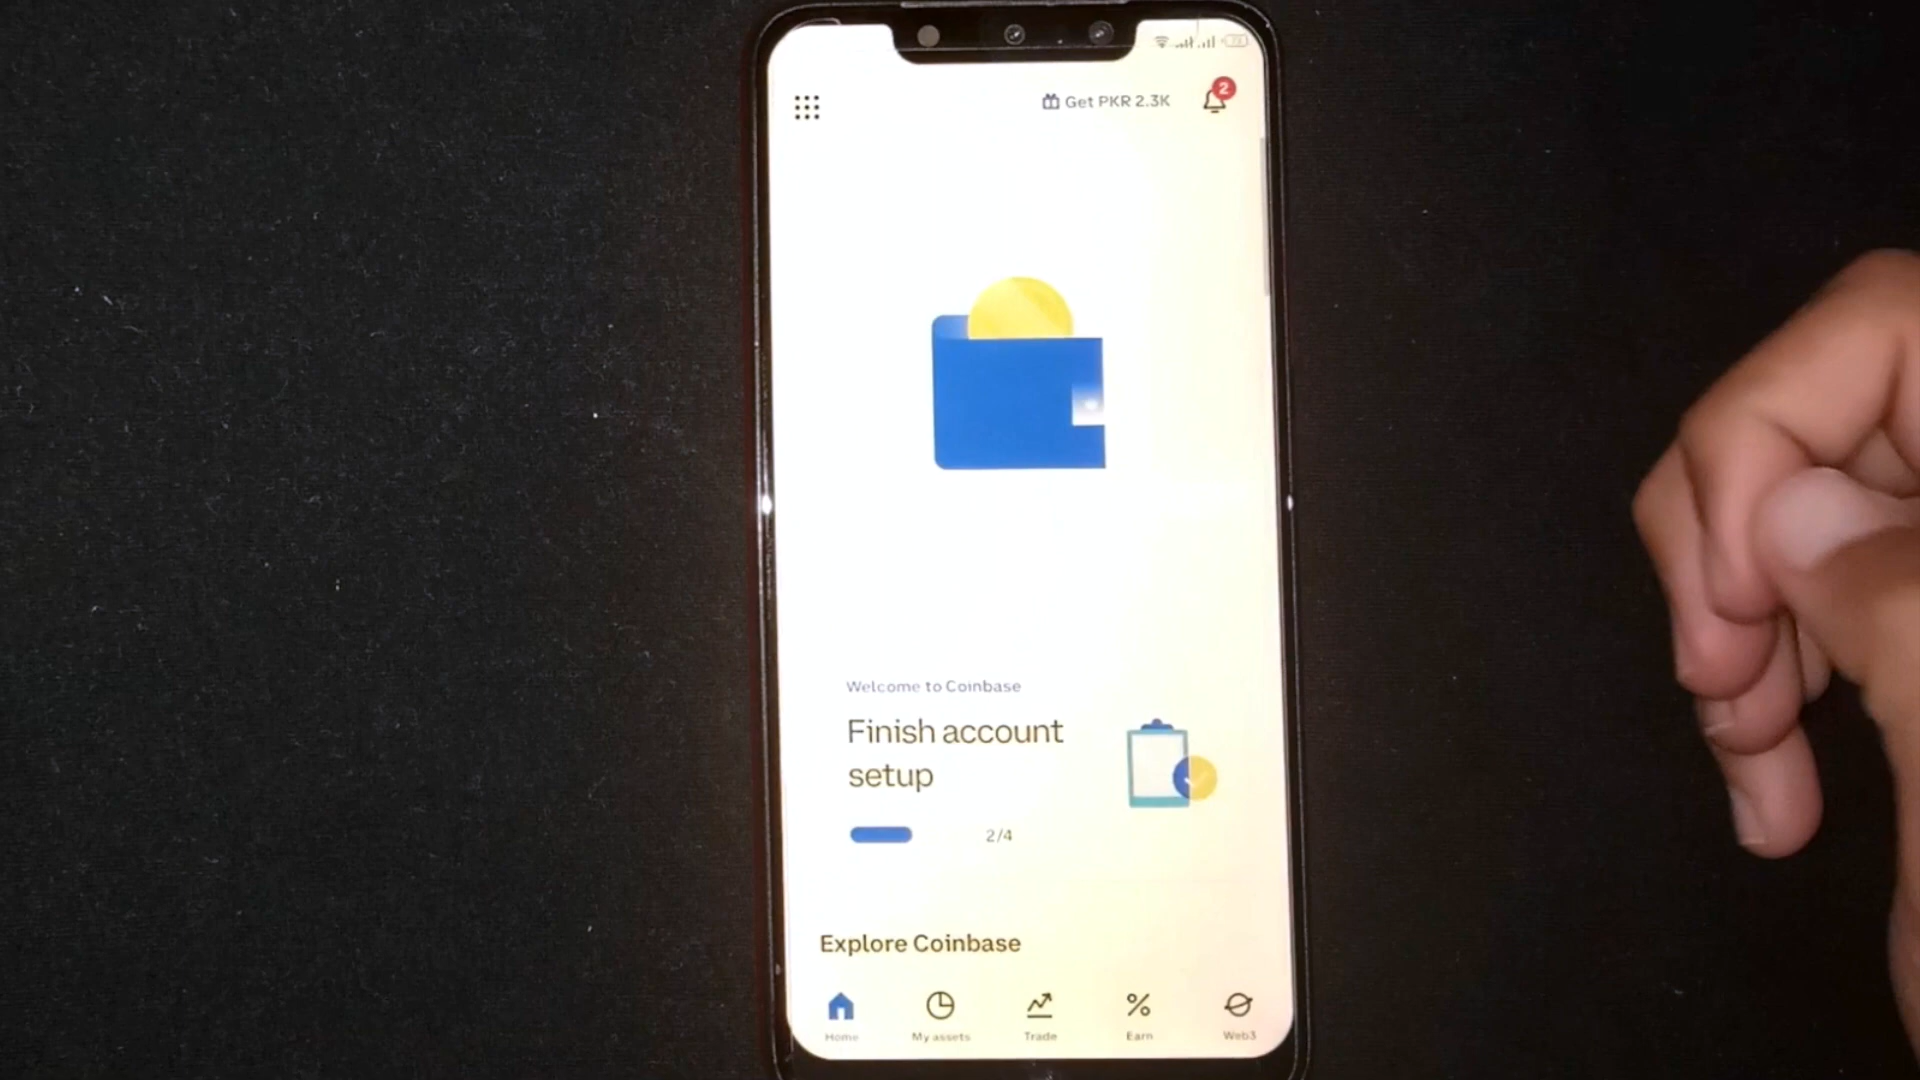 Get PKR 2.3K
2
Welcome to Coinbase
Finish account
setup
2/4
Explore Coinbase
Home
My assets
Trade
Earn
Web3